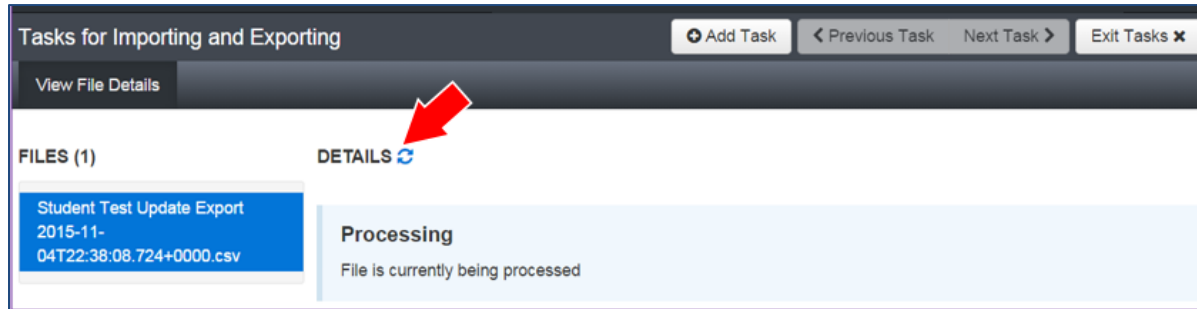 Tasks for Importing and Exporting
Add Task
Previous Task
Next Task
Exit Tasks
View File Details
FILES (1)
DETAILS
Student Test Update Export
2015-11-
04T22:38:08.724+0000.csv
Processing
File is currently being processed